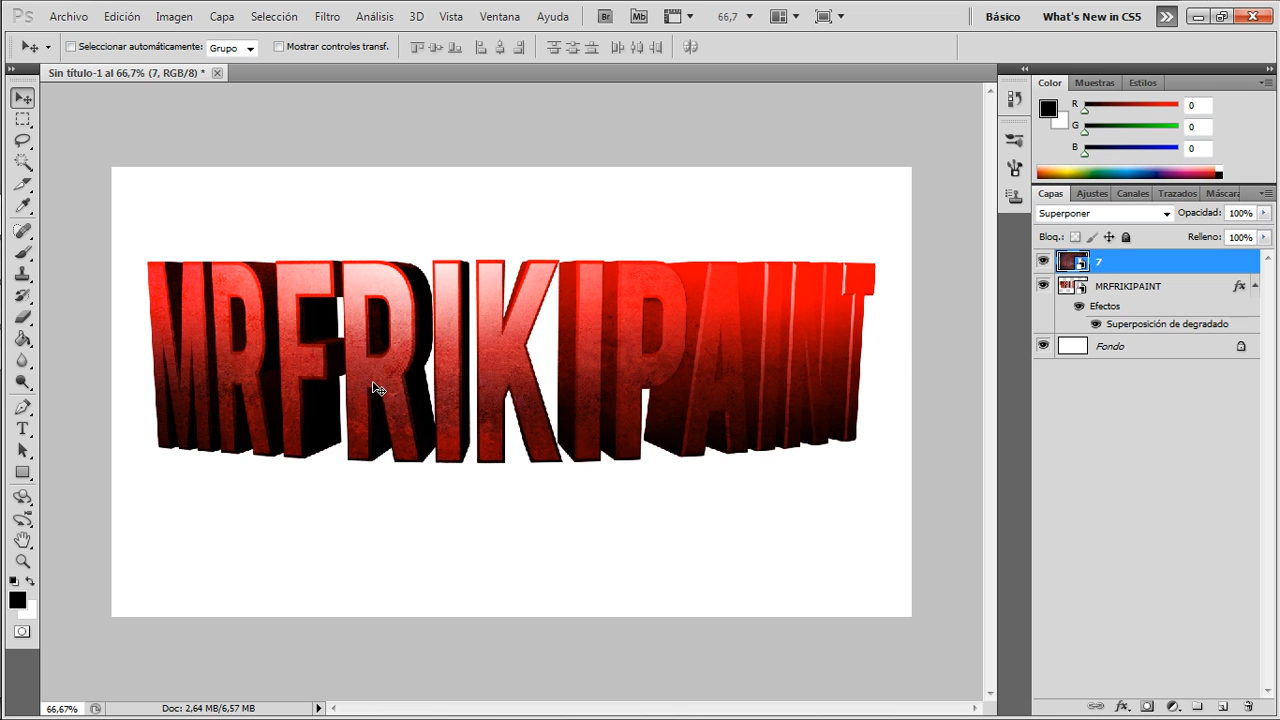 Ps Archivo Edición Imagen Capa Selección Filtro Análisis 3D Vista Ventana Ayuda Br Mb 66,7 Básico What's New in CS5
Seleccionar automáticamente: Grupo Mostrar controles transf.
Sin título-1 al 66,7% (7, RGB/8) *
Color Muestras Estilos
R 0
G 0
B 0
Capas Ajustes Canales Trazados Máscar
Superponer Opacidad: 100%
Bloq.: Relleno: 100%
7
MRFRIKIPAINT fx
Efectos
Superposición de degradado
Fondo
MRFRIKIPAINT
66,67% Doc: 2,64 MB/6,57 MB